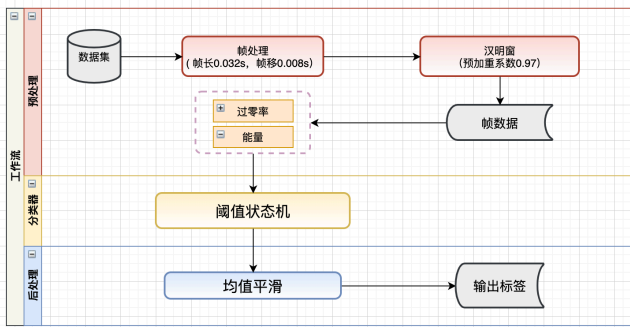 工作流
预处理
数据集
帧处理
( 帧长0.032s，帧移0.008s）
汉明窗
（预加重系数0.97）
过零率
能量
帧数据
分类器
阈值状态机
后处理
均值平滑
输出标签